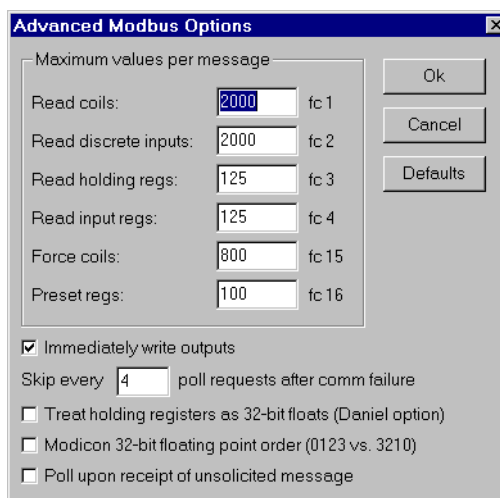 Advanced Modbus Options
Maximum values per message
Read coils: 2000 fc 1
Read discrete inputs: 2000 fc 2
Read holding regs: 125 fc 3
Read input regs: 125 fc 4
Force coils: 800 fc 15
Preset regs: 100 fc 16
Ok
Cancel
Defaults
Immediately write outputs
Skip every 4 poll requests after comm failure
Treat holding registers as 32-bit floats (Daniel option)
Modicon 32-bit floating point order (0123 vs. 3210)
Poll upon receipt of unsolicited message